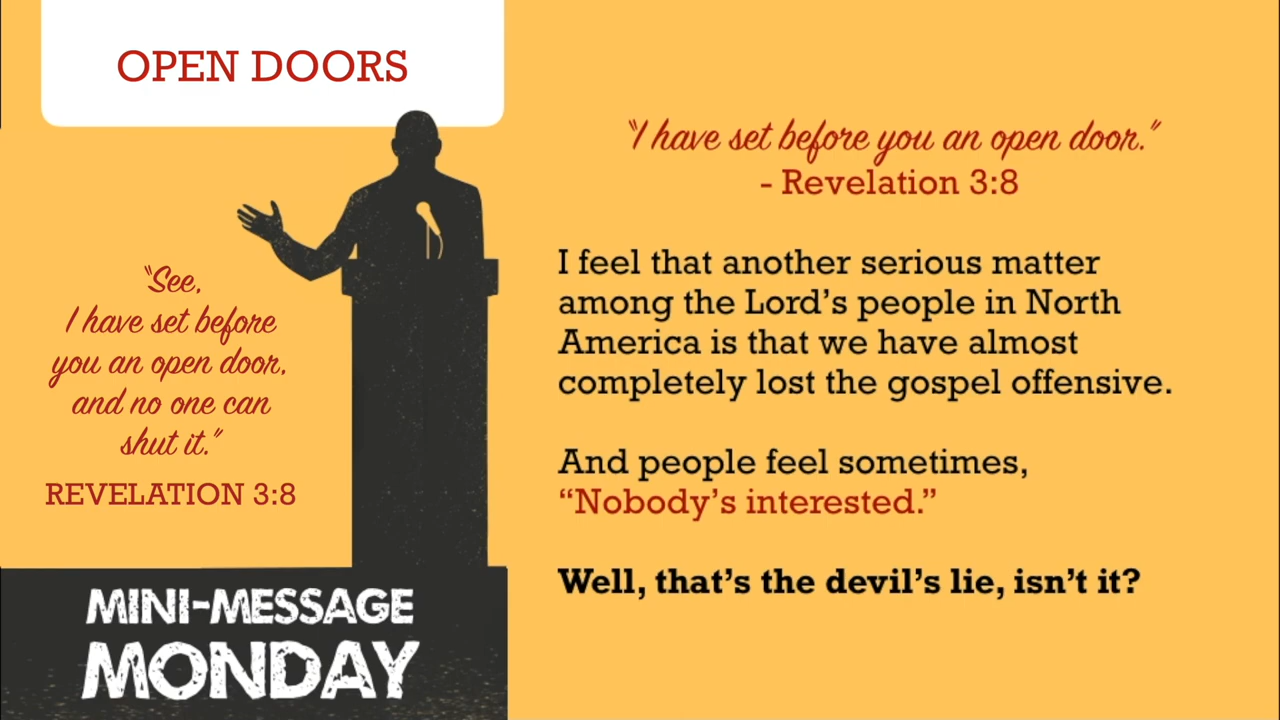 OPEN DOORS
“See,
I have set before
you an open door,
and no one can
shut it.”
REVELATION 3:8
MINI-MESSAGE
MONDAY
“I have set before you an open door.”
- Revelation 3:8
I feel that another serious matter
among the Lord’s people in North
America is that we have almost
completely lost the gospel offensive.
And people feel sometimes,
“Nobody’s interested.”
Well, that’s the devil’s lie, isn’t it?